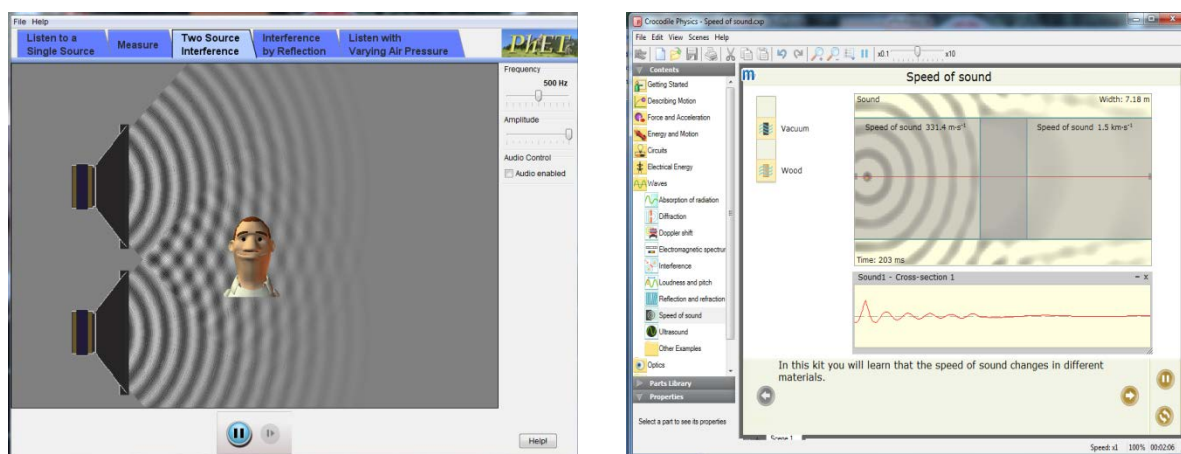 File Help
Listen to a
Single Source
Measure
Two Source
Interference
Interference
by Reflection
Listen with
Varying Air Pressure
PhET
Frequency
500 Hz
Amplitude
Audio Control
Audio enabled
Help!
Crocodile Physics - Speed of sound.cxp
File Edit View Scenes Help
x0.1
x10
Contents
Getting Started
Describing Motion
Force and Acceleration
Energy and Motion
Circuits
Electrical Energy
Waves
Absorption of radiation
Diffraction
Doppler shift
Electromagnetic spectrur
Interference
Loudness and pitch
Reflection and refraction
Speed of sound
Ultrasound
Other Examples
Optics
Parts Library
Properties
Select a part to see its properties
m
Speed of sound
Vacuum
Wood
Sound
Width: 7.18 m
Speed of sound 331.4 m·s⁻¹
Speed of sound 1.5 km·s⁻¹
Time: 203 ms
Sound1 - Cross-section 1
In this kit you will learn that the speed of sound changes in different
materials.
Scene 1
Speed: x1 100% 00:02:06